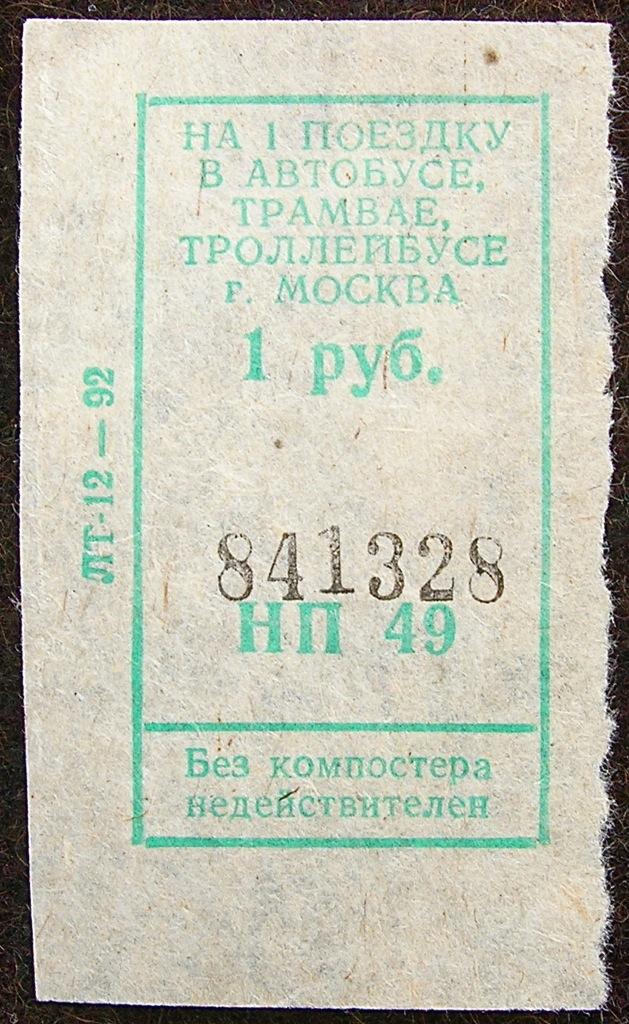 НА 1 ПОЕЗДКУ
В АВТОБУСЕ,
ТРАМВАЕ,
ТРОЛЛЕЙБУСЕ
г. МОСКВА
1 руб.
841328
НП 49
Без компостера
недействителен
ЛТ-12 — 92